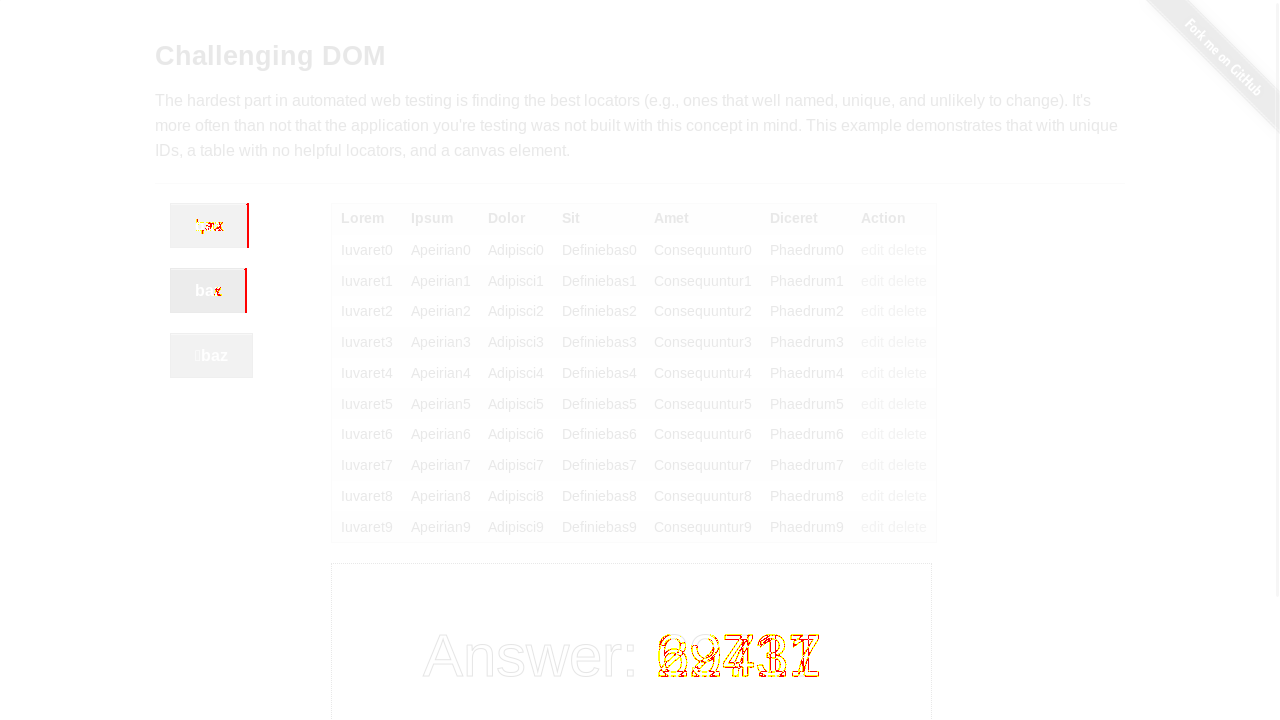 Fork me on GitHub
Challenging DOM
The hardest part in automated web testing is finding the best locators (e.g., ones that well named, unique, and unlikely to change). It's
more often than not that the application you're testing was not built with this concept in mind. This example demonstrates that with unique
IDs, a table with no helpful locators, and a canvas element.
baz
Lorem Ipsum Dolor Sit Amet Diceret Action
Iuvaret0 Apeirian0 Adipisci0 Definiebas0 Consequuntur0 Phaedrum0 edit delete
Iuvaret1 Apeirian1 Adipisci1 Definiebas1 Consequuntur1 Phaedrum1 edit delete
Iuvaret2 Apeirian2 Adipisci2 Definiebas2 Consequuntur2 Phaedrum2 edit delete
Iuvaret3 Apeirian3 Adipisci3 Definiebas3 Consequuntur3 Phaedrum3 edit delete
Iuvaret4 Apeirian4 Adipisci4 Definiebas4 Consequuntur4 Phaedrum4 edit delete
Iuvaret5 Apeirian5 Adipisci5 Definiebas5 Consequuntur5 Phaedrum5 edit delete
Iuvaret6 Apeirian6 Adipisci6 Definiebas6 Consequuntur6 Phaedrum6 edit delete
Iuvaret7 Apeirian7 Adipisci7 Definiebas7 Consequuntur7 Phaedrum7 edit delete
Iuvaret8 Apeirian8 Adipisci8 Definiebas8 Consequuntur8 Phaedrum8 edit delete
Iuvaret9 Apeirian9 Adipisci9 Definiebas9 Consequuntur9 Phaedrum9 edit delete
Answer: